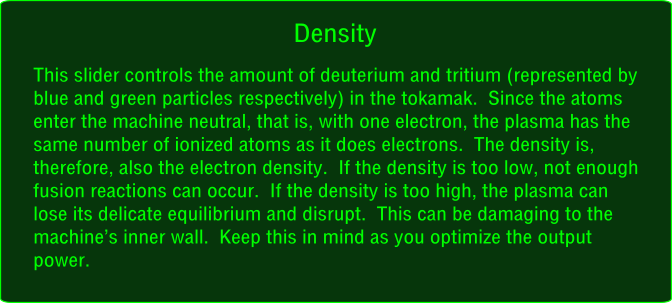 Density
This slider controls the amount of deuterium and tritium (represented by
blue and green particles respectively) in the tokamak.  Since the atoms
enter the machine neutral, that is, with one electron, the plasma has the
same number of ionized atoms as it does electrons.  The density is,
therefore, also the electron density.  If the density is too low, not enough
fusion reactions can occur.  If the density is too high, the plasma can
lose its delicate equilibrium and disrupt.  This can be damaging to the
machine's inner wall.  Keep this in mind as you optimize the output
power.